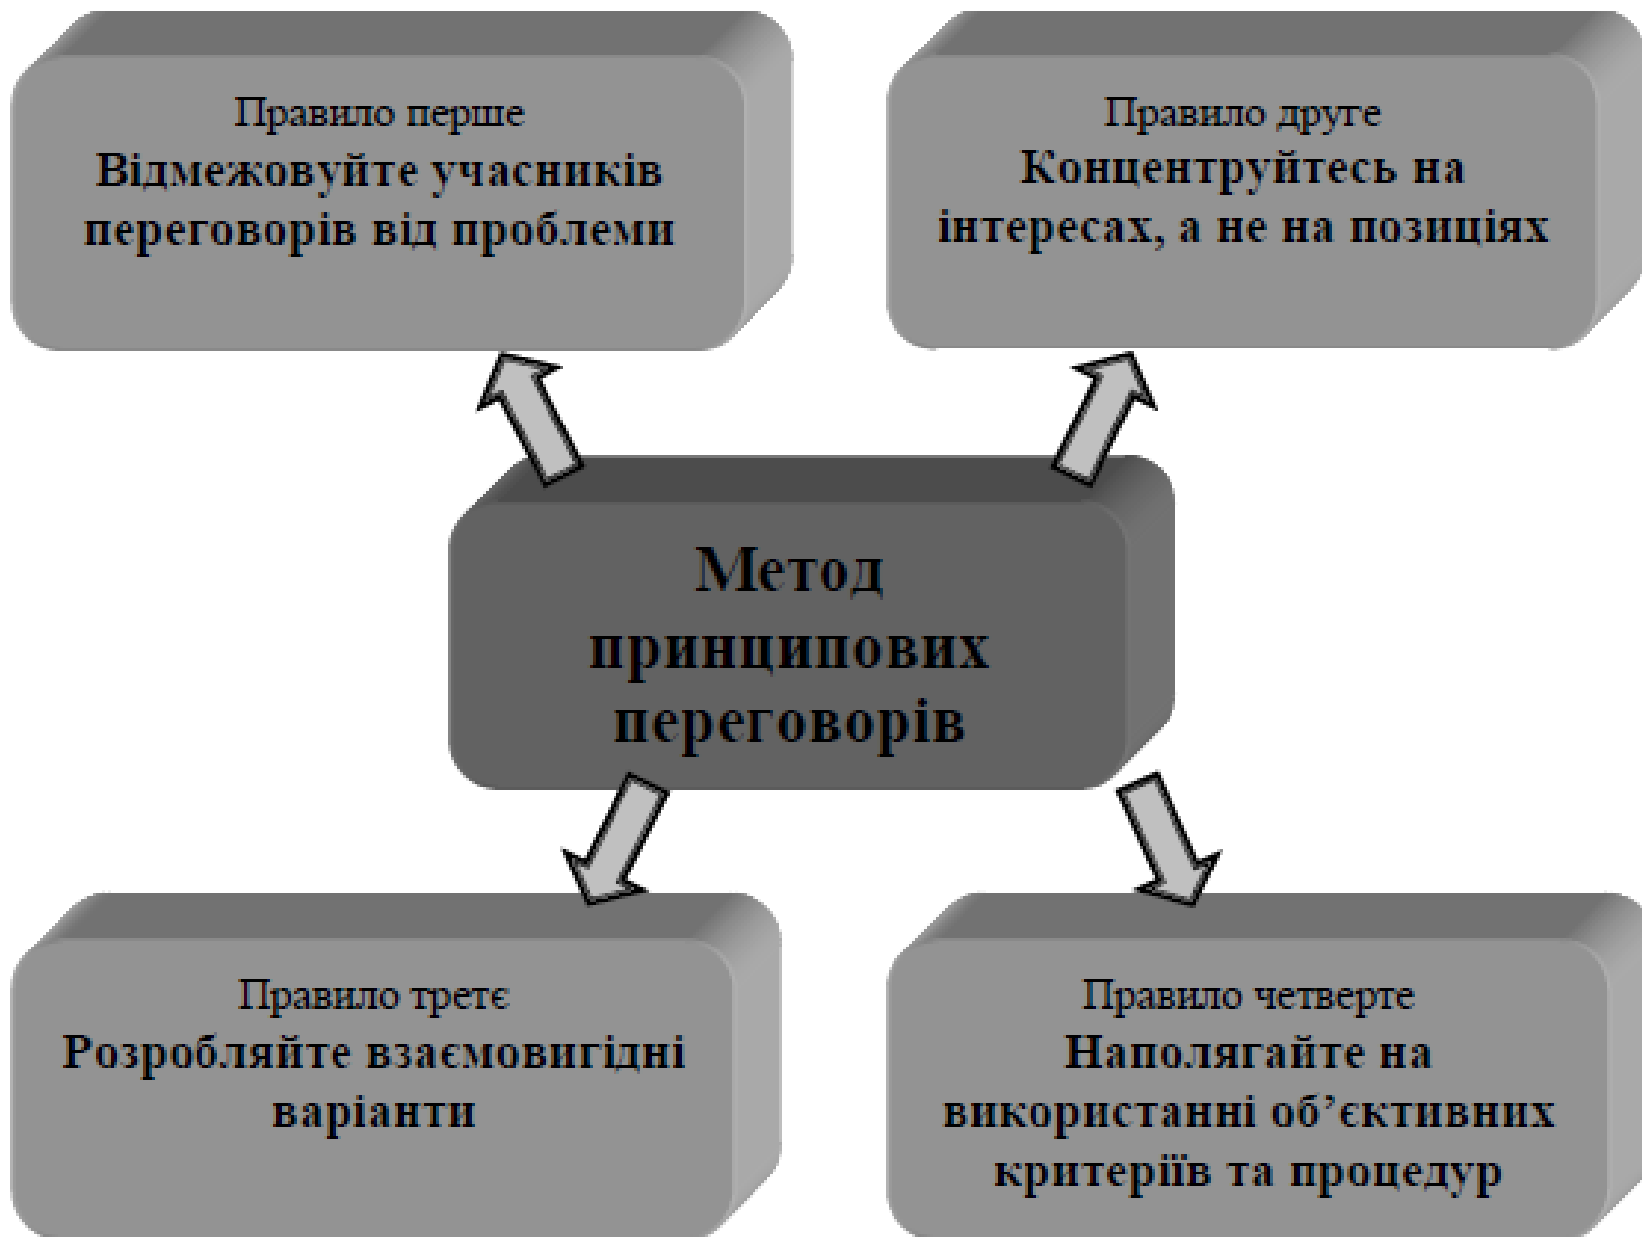 Правило перше
Відмежовуйте учасників
переговорів від проблеми
Правило друге
Концентруйтесь на
інтересах, а не на позиціях
Метод
принципових
переговорів
Правило третє
Розробляйте взаємовигідні
варіанти
Правило четверте
Наполягайте на
використанні об’єктивних
критеріїв та процедур